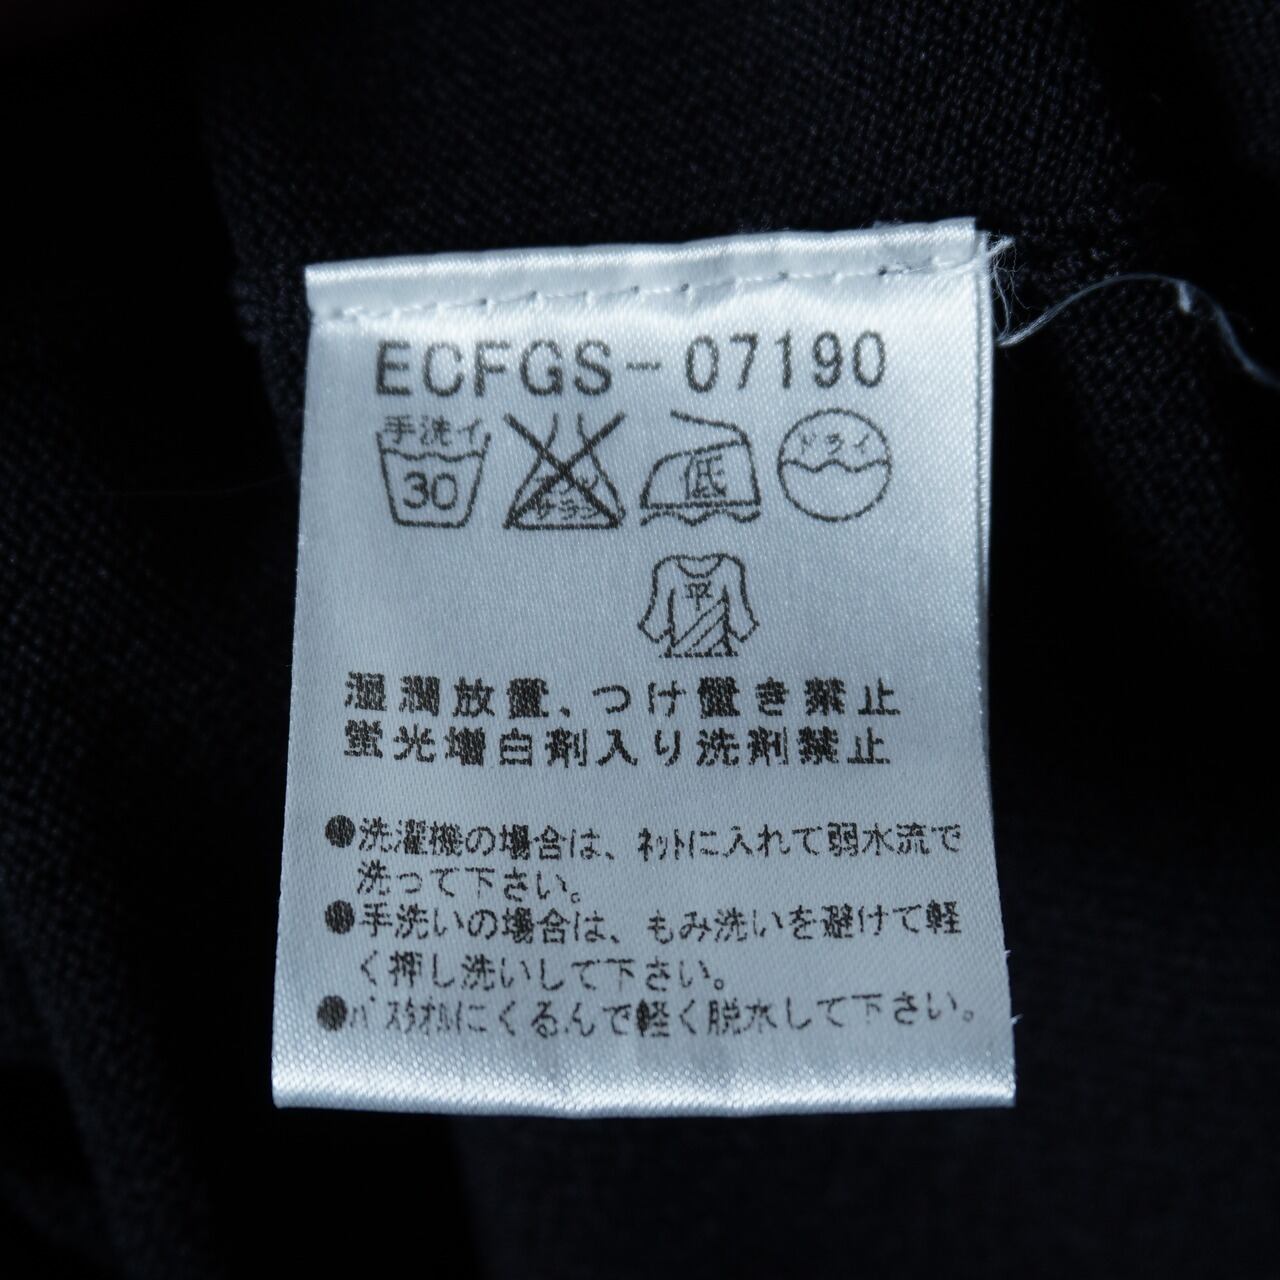 ECFGS-07190
手洗イ 30 低 ドライ
平
湿潤放置、つけ置き禁止
蛍光増白剤入り洗剤禁止
●洗濯機の場合は、ネットに入れて弱水流で
洗って下さい。
●手洗いの場合は、もみ洗いを避けて軽
く押し洗いして下さい。
●バスタオルにくるんで軽く脱水して下さい。